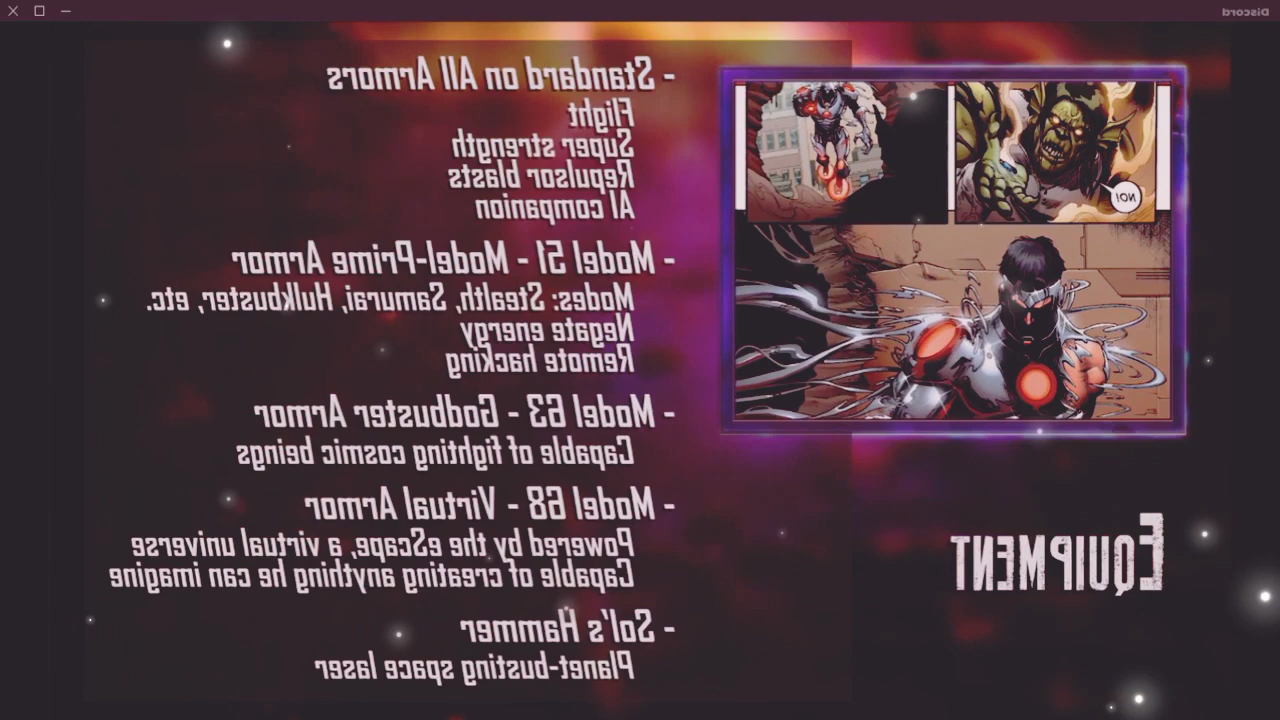 Discord
NO!
EQUIPMENT
- Standard on All Armors
Flight
Super strength
Repulsor blasts
AI companion
- Model 51 - Model-Prime Armor
Modes: Stealth, Samurai, Hulkbuster, etc.
Negate energy
Remote hacking
- Model 63 - Godbuster Armor
Capable of fighting cosmic beings
- Model 68 - Virtual Armor
Powered by the eScape, a virtual universe
Capable of creating anything he can imagine
- Sol's Hammer
Planet-busting space laser